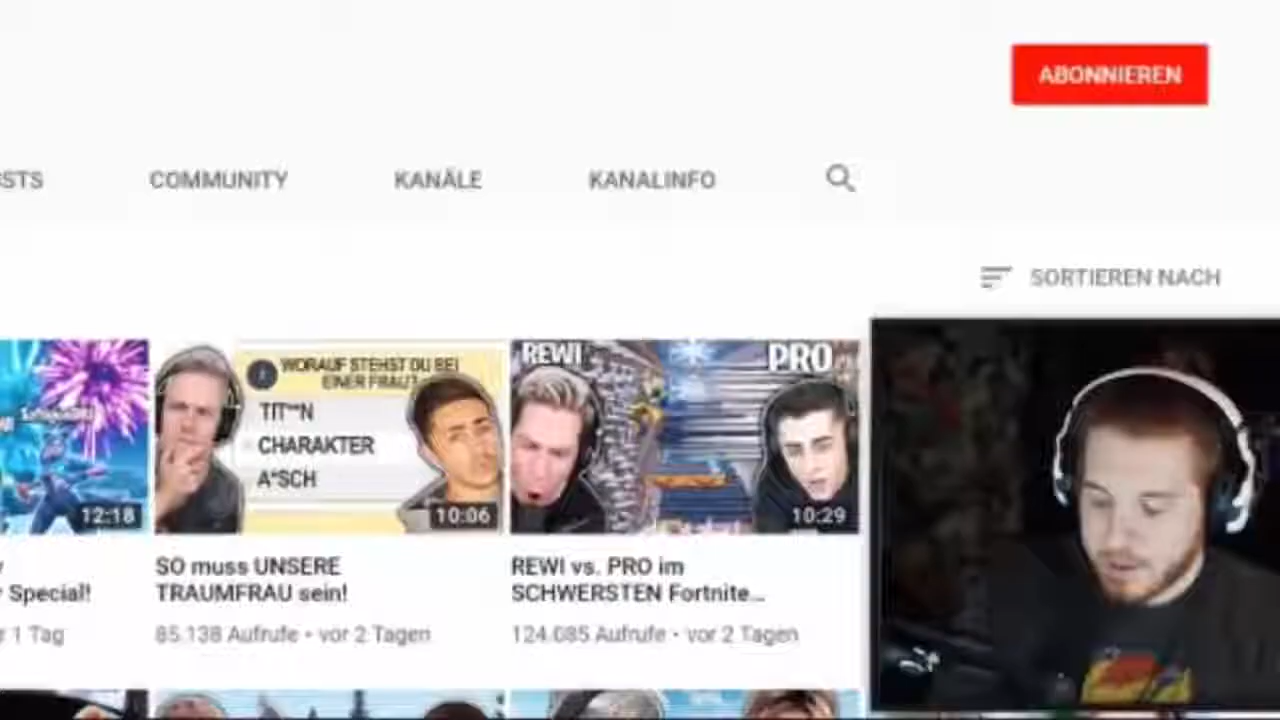 ABONNIEREN
STS
COMMUNITY
KANÄLE
KANALINFO
SORTIEREN NACH
12:18
WORAUF STEHST DU BEI
EINER FRAU?
TIT**N
CHARAKTER
A*SCH
10:06
REWI
PRO
10:29
Special!
1 Tag
SO muss UNSERE
TRAUMFRAU sein!
85.138 Aufrufe • vor 2 Tagen
REWI vs. PRO im
SCHWERSTEN Fortnite...
124.085 Aufrufe • vor 2 Tagen